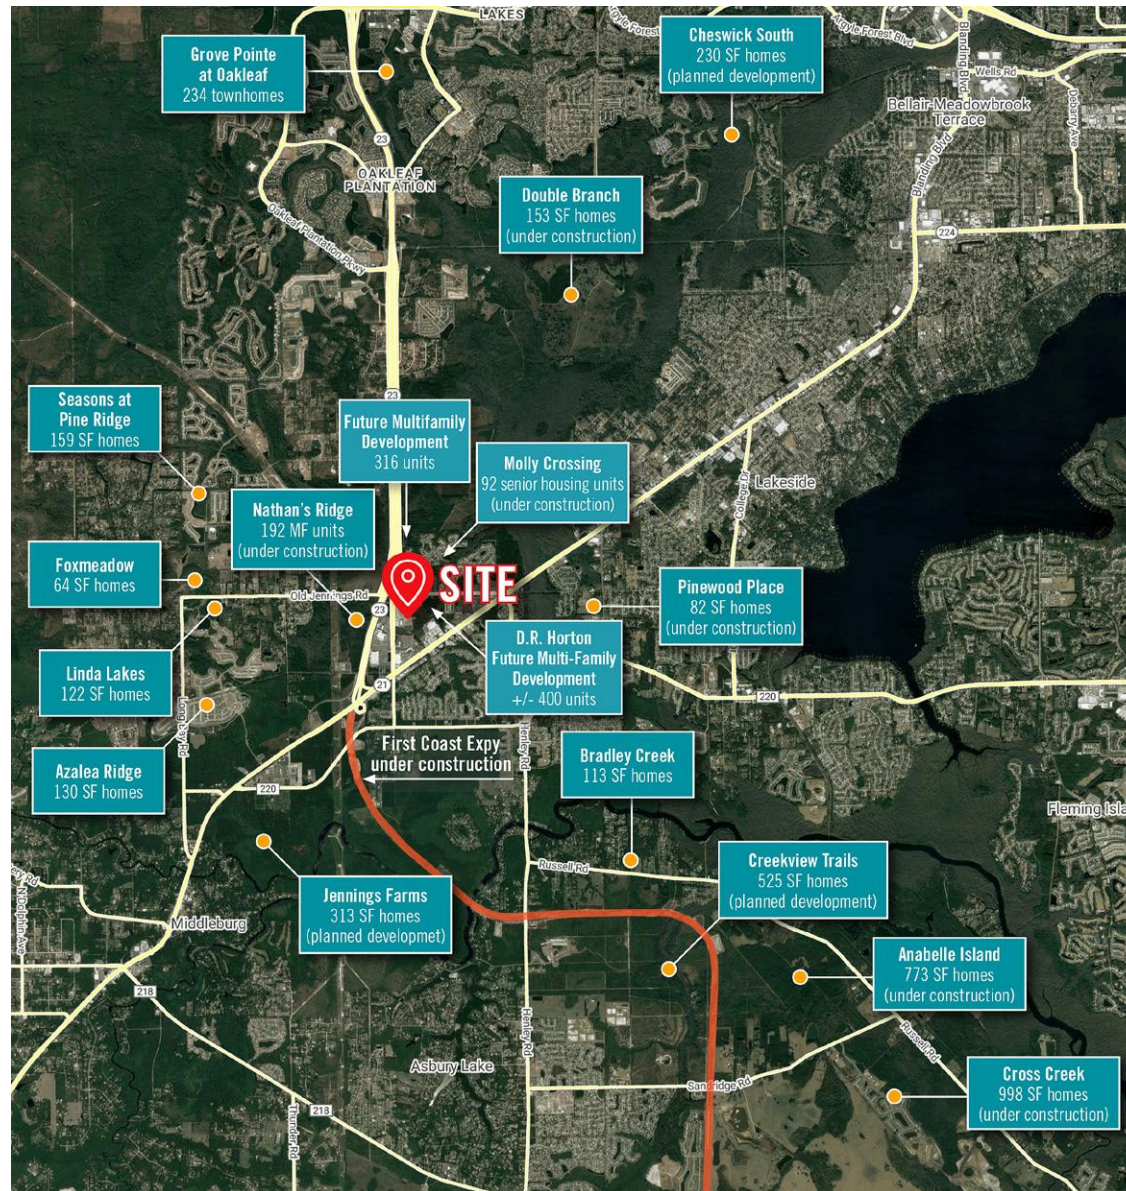 LAKES
Argyle Forest Blvd
Argyle Forest
Grove Pointe
at Oakleaf
234 townhomes
Cheswick South
230 SF homes
(planned development)
Blanding Blvd
Wells Rd
Bellair-Meadowbrook
Terrace
Debarry Ave
Blanding Blvd
23
OAKLEAF
PLANTATION
Oakleaf Plantation Pkwy
Double Branch
153 SF homes
(under construction)
224
Seasons at
Pine Ridge
159 SF homes
23
Future Multifamily
Development
316 units
Molly Crossing
92 senior housing units
(under construction)
College Dr
Lakeside
Nathan's Ridge
192 MF units
(under construction)
Foxmeadow
64 SF homes
Old Jennings Rd
23
SITE
Pinewood Place
82 SF homes
(under construction)
D.R. Horton
Future Multi-Family
Development
+/- 400 units
Linda Lakes
122 SF homes
21
220
Long Bay Rd
Henley Rd
First Coast Expy
under construction
Bradley Creek
113 SF homes
Azalea Ridge
130 SF homes
220
Fleming Isla
Russell Rd
Creekview Trails
525 SF homes
(planned development)
Jennings Farms
313 SF homes
(planned developmet)
ery Rd
N Dolphin Ave
Middleburg
Anabelle Island
773 SF homes
(under construction)
218
Henley Rd
Russell Rd
Asbury Lake
Sandridge Rd
Cross Creek
998 SF homes
(under construction)
218
Thunder Rd